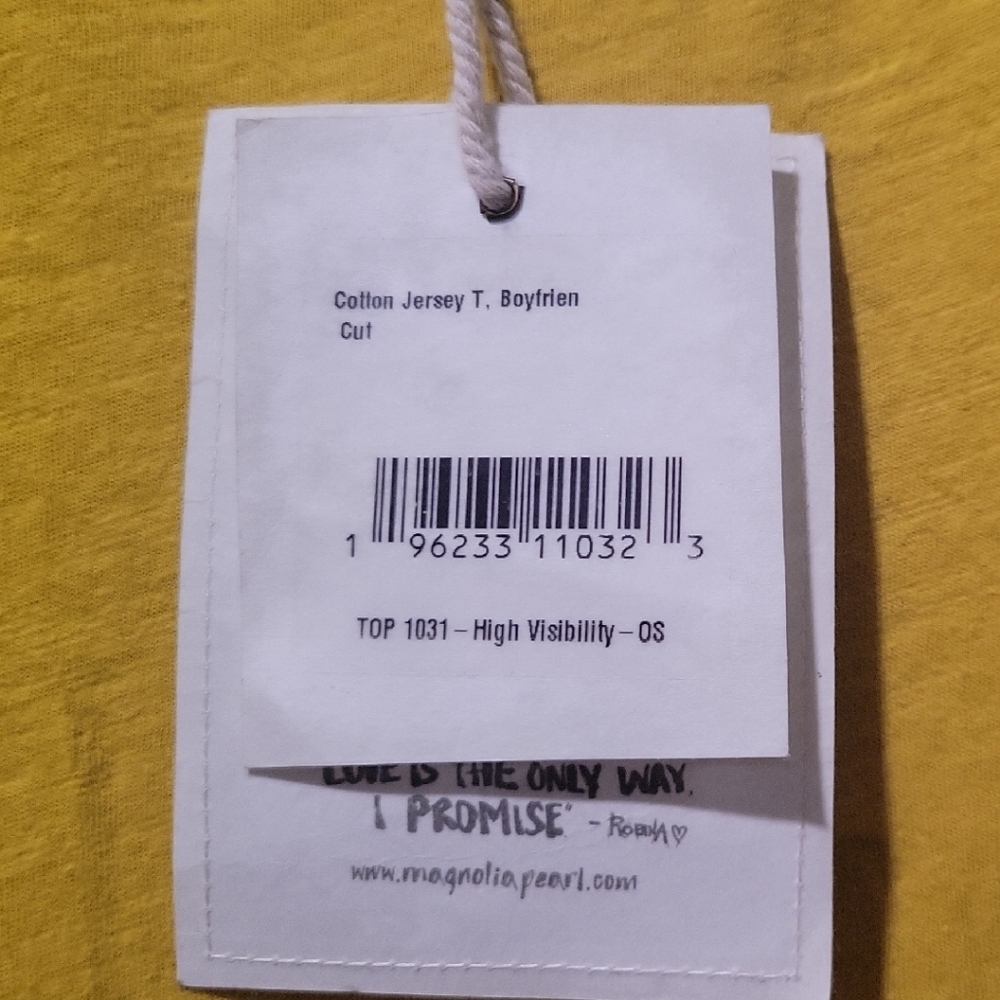 Cotton Jersey T, Boyfrien
Cut
1 96233 11032 3
TOP 1031-High Visibility-OS
LOVE IS THE ONLY WAY.
I PROMISE" -
www.magnoliapearl.com